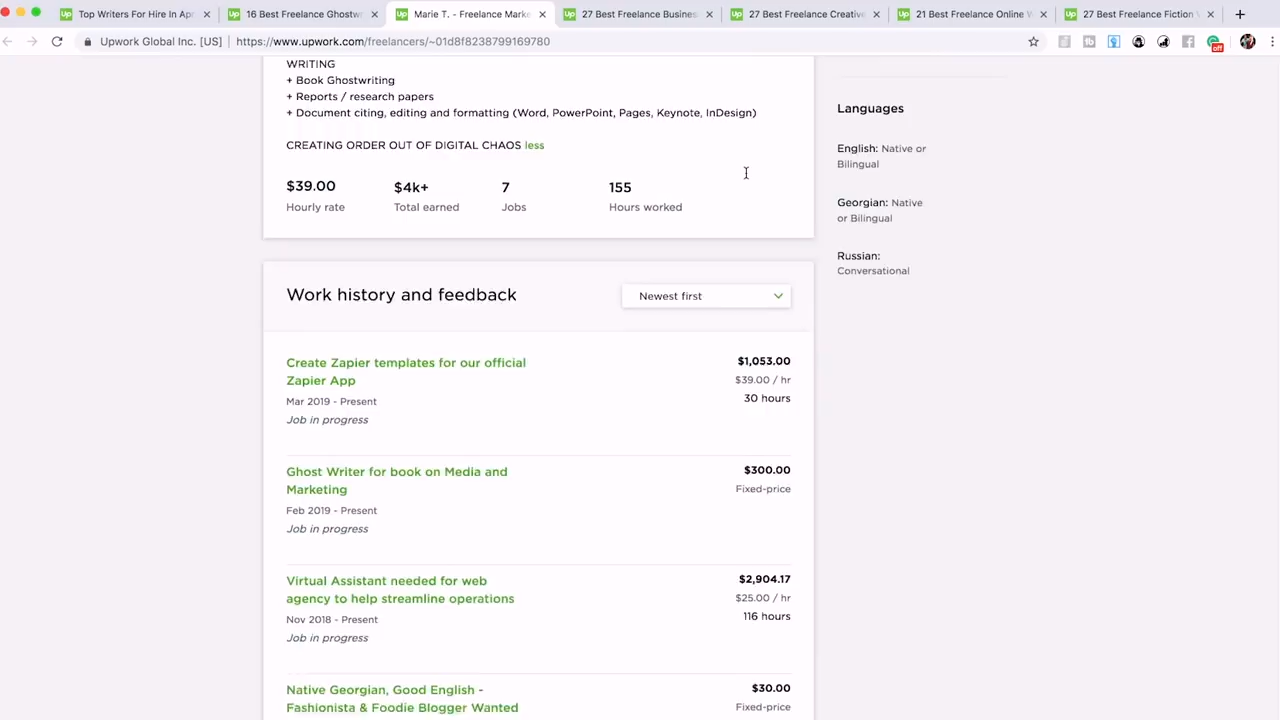 Top Writers For Hire In Apr
16 Best Freelance Ghostw
Marie T. - Freelance Marke
27 Best Freelance Busines
27 Best Freelance Creative
21 Best Freelance Online W
27 Best Freelance Fiction
Upwork Global Inc. [US]
https://www.upwork.com/freelancers/~01d8f8238799169780
off
WRITING
+ Book Ghostwriting
+ Reports / research papers
+ Document citing, editing and formatting (Word, PowerPoint, Pages, Keynote, InDesign)
CREATING ORDER OUT OF DIGITAL CHAOS less
$39.00 $4k+ 7 155
Hourly rate Total earned Jobs Hours worked
Work history and feedback
Newest first
Create Zapier templates for our official
Zapier App
Mar 2019 - Present
Job in progress
$1,053.00
$39.00 / hr
30 hours
Ghost Writer for book on Media and
Marketing
Feb 2019 - Present
Job in progress
$300.00
Fixed-price
Virtual Assistant needed for web
agency to help streamline operations
Nov 2018 - Present
Job in progress
$2,904.17
$25.00 / hr
116 hours
Native Georgian, Good English -
Fashionista & Foodie Blogger Wanted
$30.00
Fixed-price
Languages
English: Native or
Bilingual
Georgian: Native
or Bilingual
Russian:
Conversational